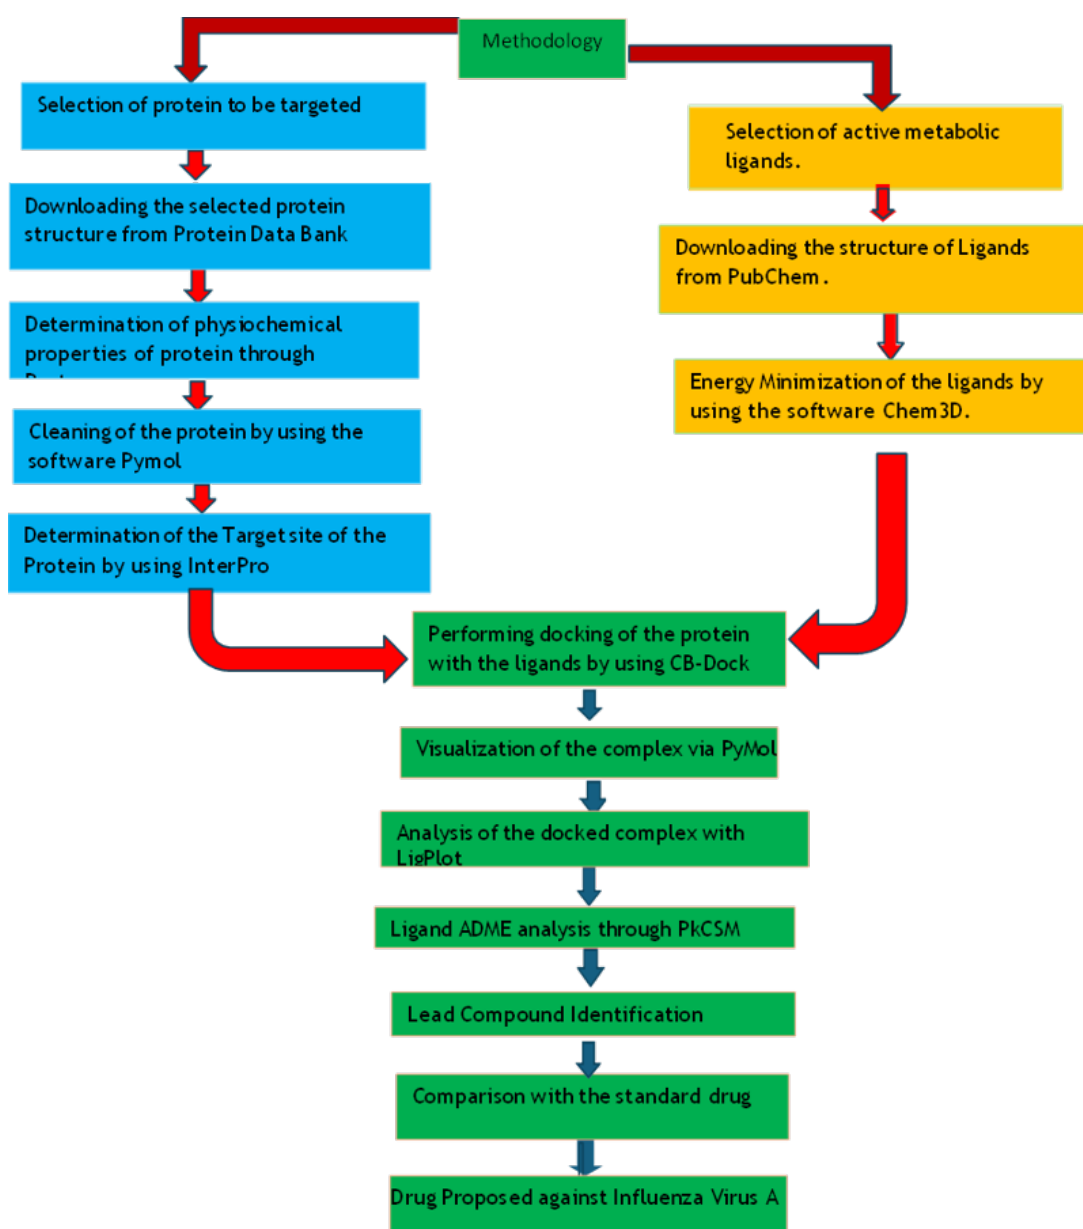 Methodology
Selection of protein to be targeted
Downloading the selected protein
structure from Protein Data Bank
Determination of physiochemical
properties of protein through
Cleaning of the protein by using the
software Pymol
Determination of the Target site of the
Protein by using InterPro
Selection of active metabolic
ligands.
Downloading the structure of Ligands
from PubChem.
Energy Minimization of the ligands by
using the software Chem3D.
Performing docking of the protein
with the ligands by using CB-Dock
Visualization of the complex via PyMol
Analysis of the docked complex with
LigPlot
Ligand ADME analysis through PkCSM
Lead Compound Identification
Comparison with the standard drug
Drug Proposed against Influenza Virus A